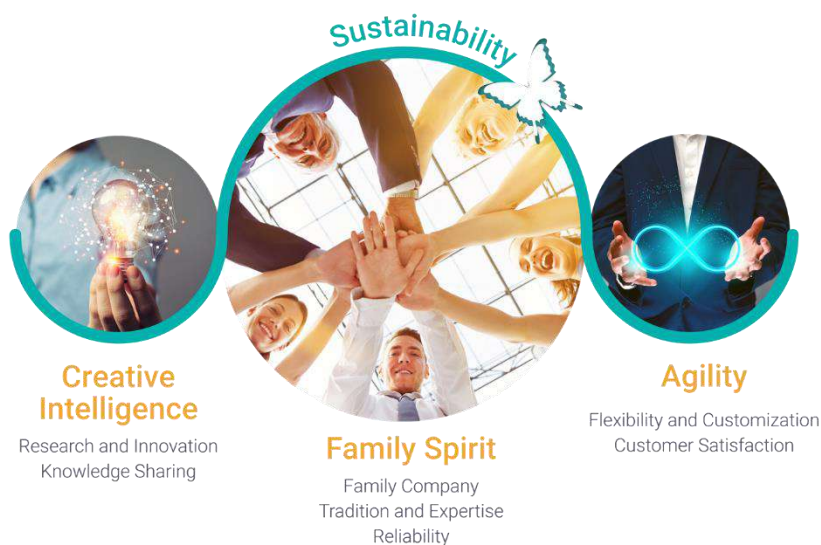 Sustainability
Creative
Intelligence
Research and Innovation
Knowledge Sharing
Family Spirit
Family Company
Tradition and Expertise
Reliability
Agility
Flexibility and Customization
Customer Satisfaction